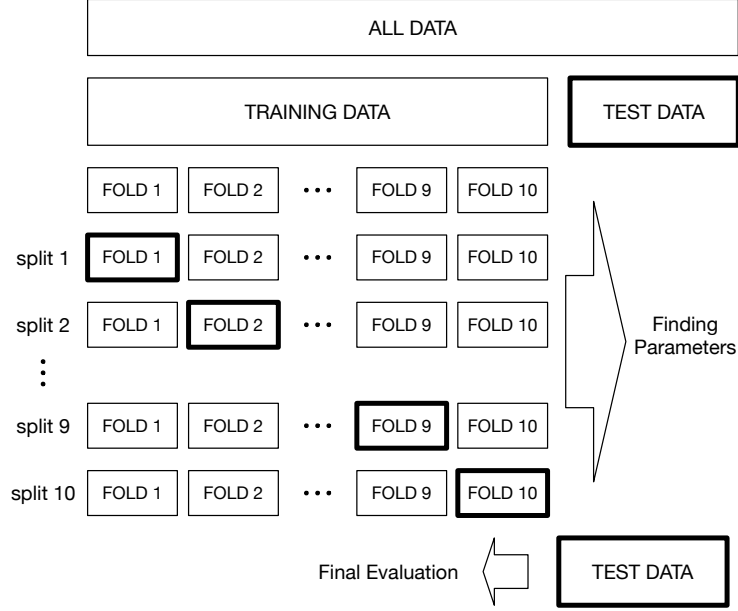 ALL DATA
TRAINING DATA TEST DATA
FOLD 1 FOLD 2 ••• FOLD 9 FOLD 10
split 1 FOLD 1 FOLD 2 ••• FOLD 9 FOLD 10
split 2 FOLD 1 FOLD 2 ••• FOLD 9 FOLD 10
Finding
Parameters
split 9 FOLD 1 FOLD 2 ••• FOLD 9 FOLD 10
split 10 FOLD 1 FOLD 2 ••• FOLD 9 FOLD 10
Final Evaluation TEST DATA